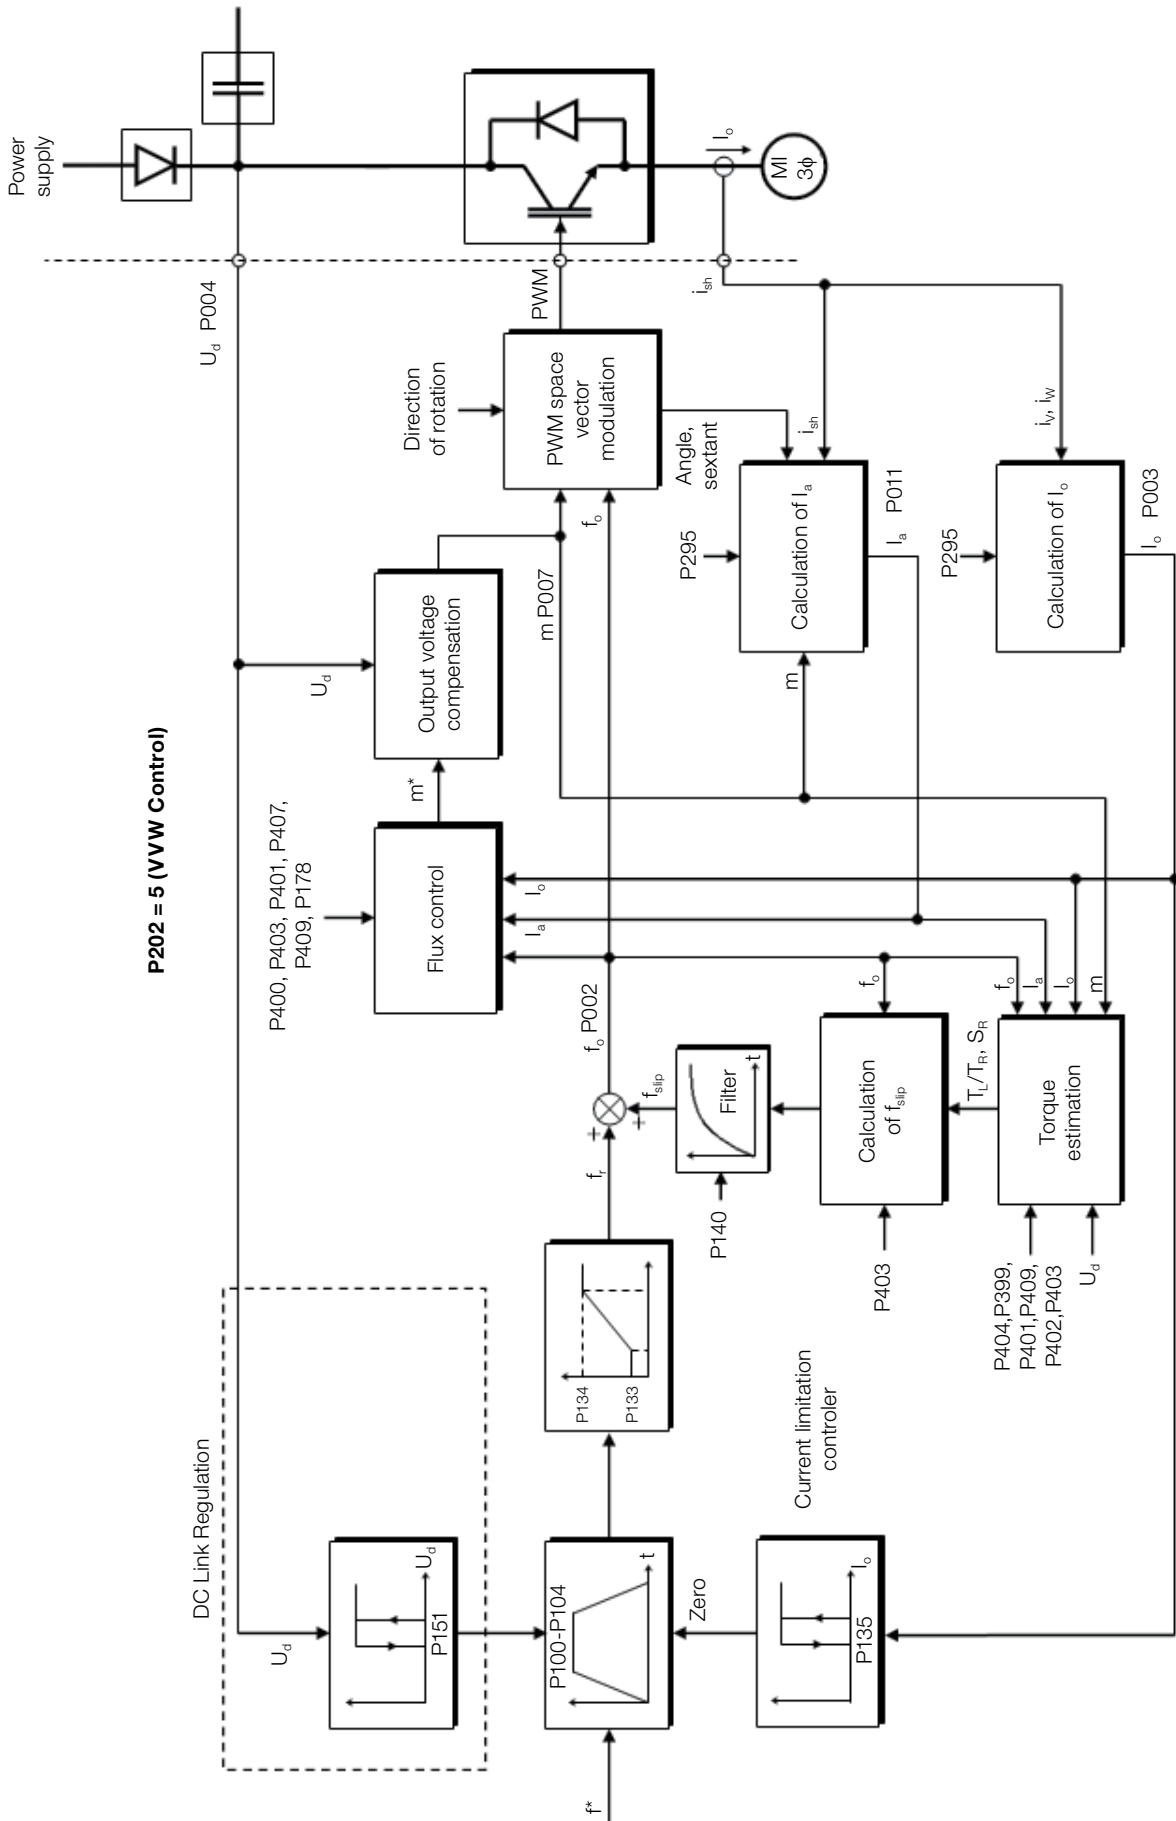 P202 = 5 (VVW Control)
Power
supply
I₀
MI
3ϕ
DC Link Regulation
U_d
U_d
P151
U_d P004
P400, P403, P401, P407,
P409, P178
Flux control
m*
U_d
Output voltage
compensation
Direction
of rotation
PWM space
vector
modulation
PWM
i_sh
f*
P100-P104
t
P134
P133
f_r
+
+
f_o P002
I_a
I_o
m P007
f_o
Angle,
sextant
Zero
P135
I_o
Current limitation
controler
P140
Filter
t
f_slip
P403
Calculation
of f_slip
f_o
P404,P399,
P401,P409,
P402,P403
U_d
Torque
estimation
T_L/T_R, S_R
f_o
I_a
I_o
m
m
P295
Calculation of I_a
i_sh
I_a P011
P295
Calculation of I_o
i_V, i_W
I_o P003